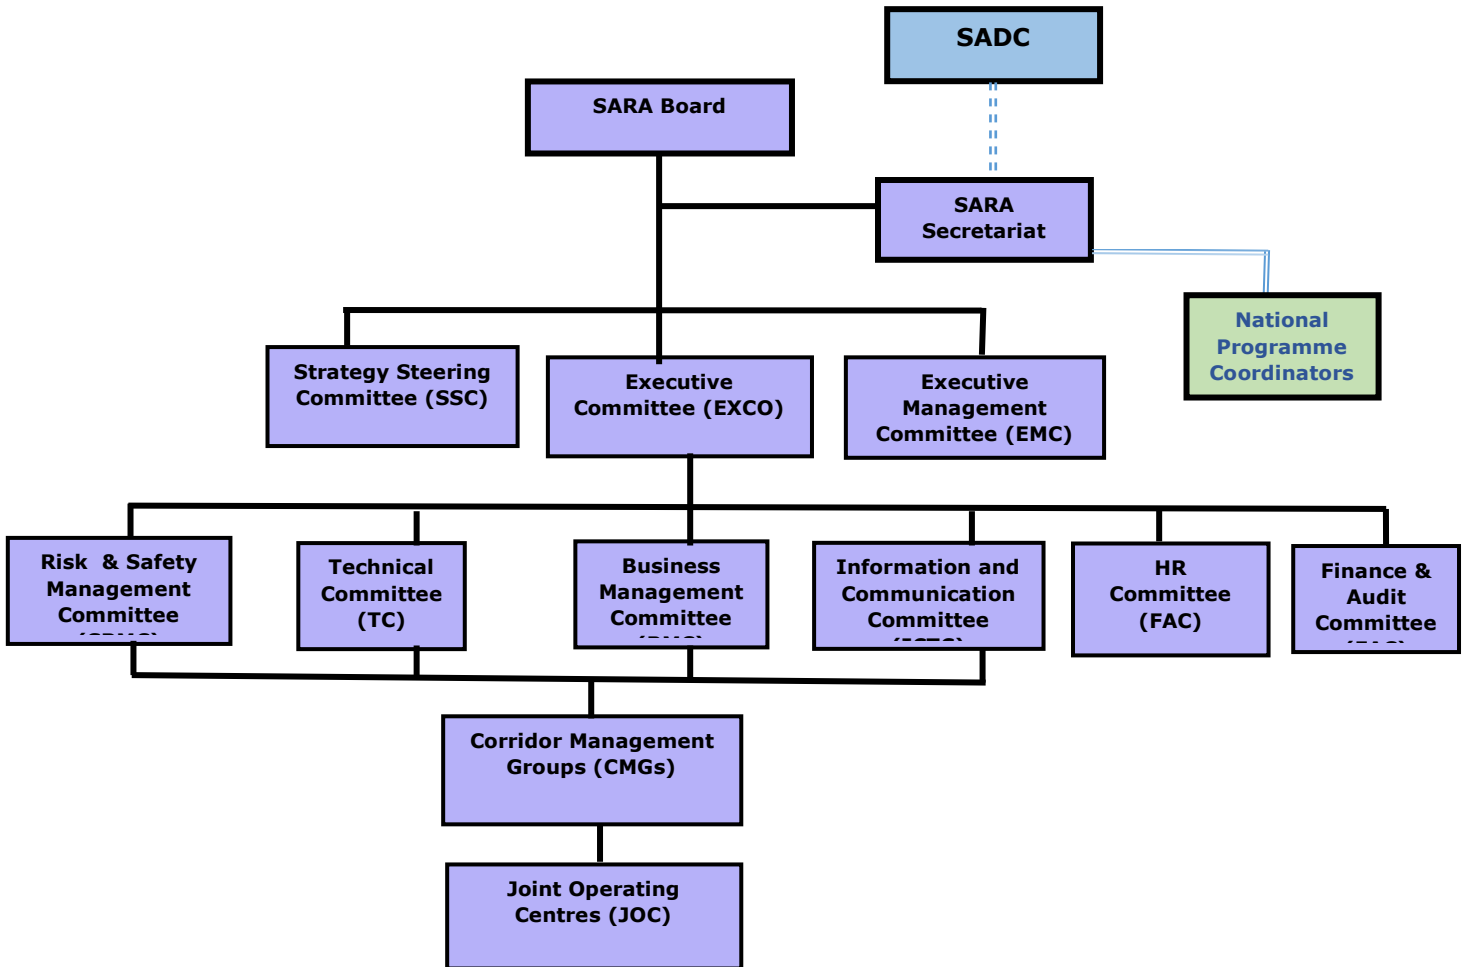 SADC
SARA Board
SARA
Secretariat
National
Programme
Coordinators
Strategy Steering
Committee (SSC)
Executive
Committee (EXCO)
Executive
Management
Committee (EMC)
Risk & Safety
Management
Committee
Technical
Committee
(TC)
Business
Management
Committee
Information and
Communication
Committee
HR
Committee
(FAC)
Finance &
Audit
Committee
Corridor Management
Groups (CMGs)
Joint Operating
Centres (JOC)